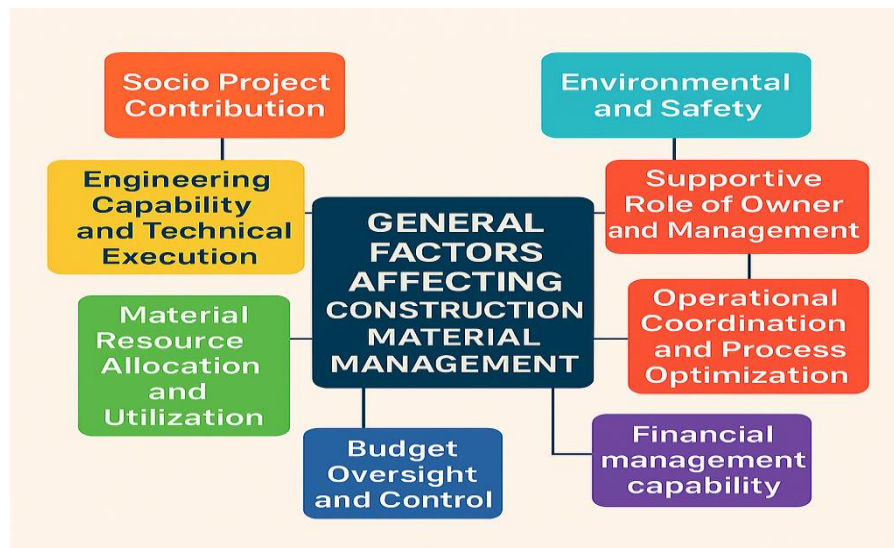 Socio Project
Contribution
Environmental
and Safety
Engineering
Capability
and Technical
Execution
GENERAL
FACTORS
AFFECTING
CONSTRUCTION
MATERIAL
MANAGEMENT
Supportive
Role of Owner
and Management
Material
Resource
Allocation
and
Utilization
Operational
Coordination
and Process
Optimization
Budget
Oversight
and Control
Financial
management
capability